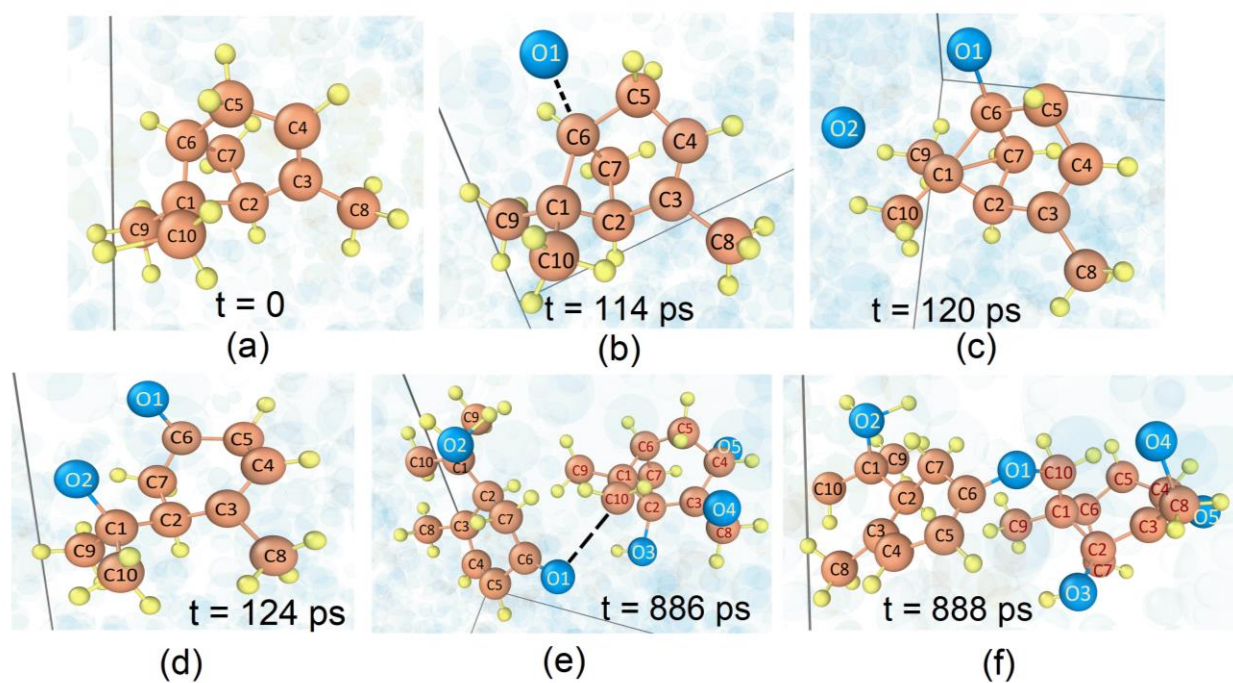 C5
C4
C6
C7
C3
C1
C2
C8
C9
C10
t = 0
(a)
O1
C5
C6
C4
C7
C1
C3
C9
C2
C8
C10
t = 114 ps
(b)
O1
C6
C5
O2
C9
C7
C4
C1
C10
C2
C3
C8
t = 120 ps
(c)
O1
C6
C5
C4
O2
C7
C1
C2
C3
C9
C10
C8
t = 124 ps
(d)
C9
O2
C10
C1
C2
C8
C3
C7
C4
C6
C5
O1
C5
C6
O5
C9
C1
C7
C4
C10
C2
C3
O4
C8
O3
t = 886 ps
(e)
O2
C1
C9
C7
C10
C2
C6
C3
C8
C4
C5
O1
C10
O4
C5
C4
C8
C9
C1
C6
C3
O5
C2
C7
O3
t = 888 ps
(f)